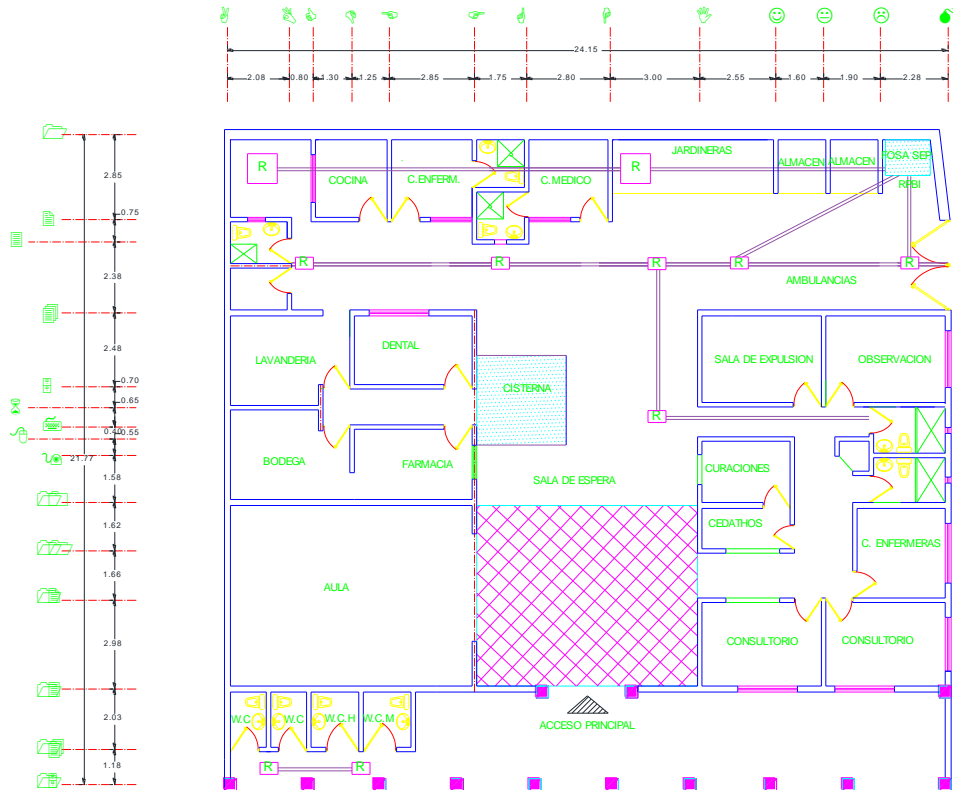 24.15
2.08 0.80 1.30 1.25 2.85 1.75 2.80 3.00 2.55 1.60 1.90 2.28
2.85
0.75
2.38
2.48
0.70
0.65
0.40 0.55
21.77
1.58
1.62
1.66
2.98
2.03
1.18
JARDINERAS
FOSA SEP
R R
COCINA C.ENFERM. C.MEDICO ALMACEN ALMACEN
RPBI
R R R R R
AMBULANCIAS
LAVANDERIA DENTAL SALA DE EXPULSION OBSERVACION
CISTERNA
R
BODEGA FARMACIA CURACIONES
SALA DE ESPERA
CEDATHOS
C. ENFERMERAS
AULA
CONSULTORIO CONSULTORIO
W.C W.C W.C.H W.C.M
ACCESO PRINCIPAL
R R